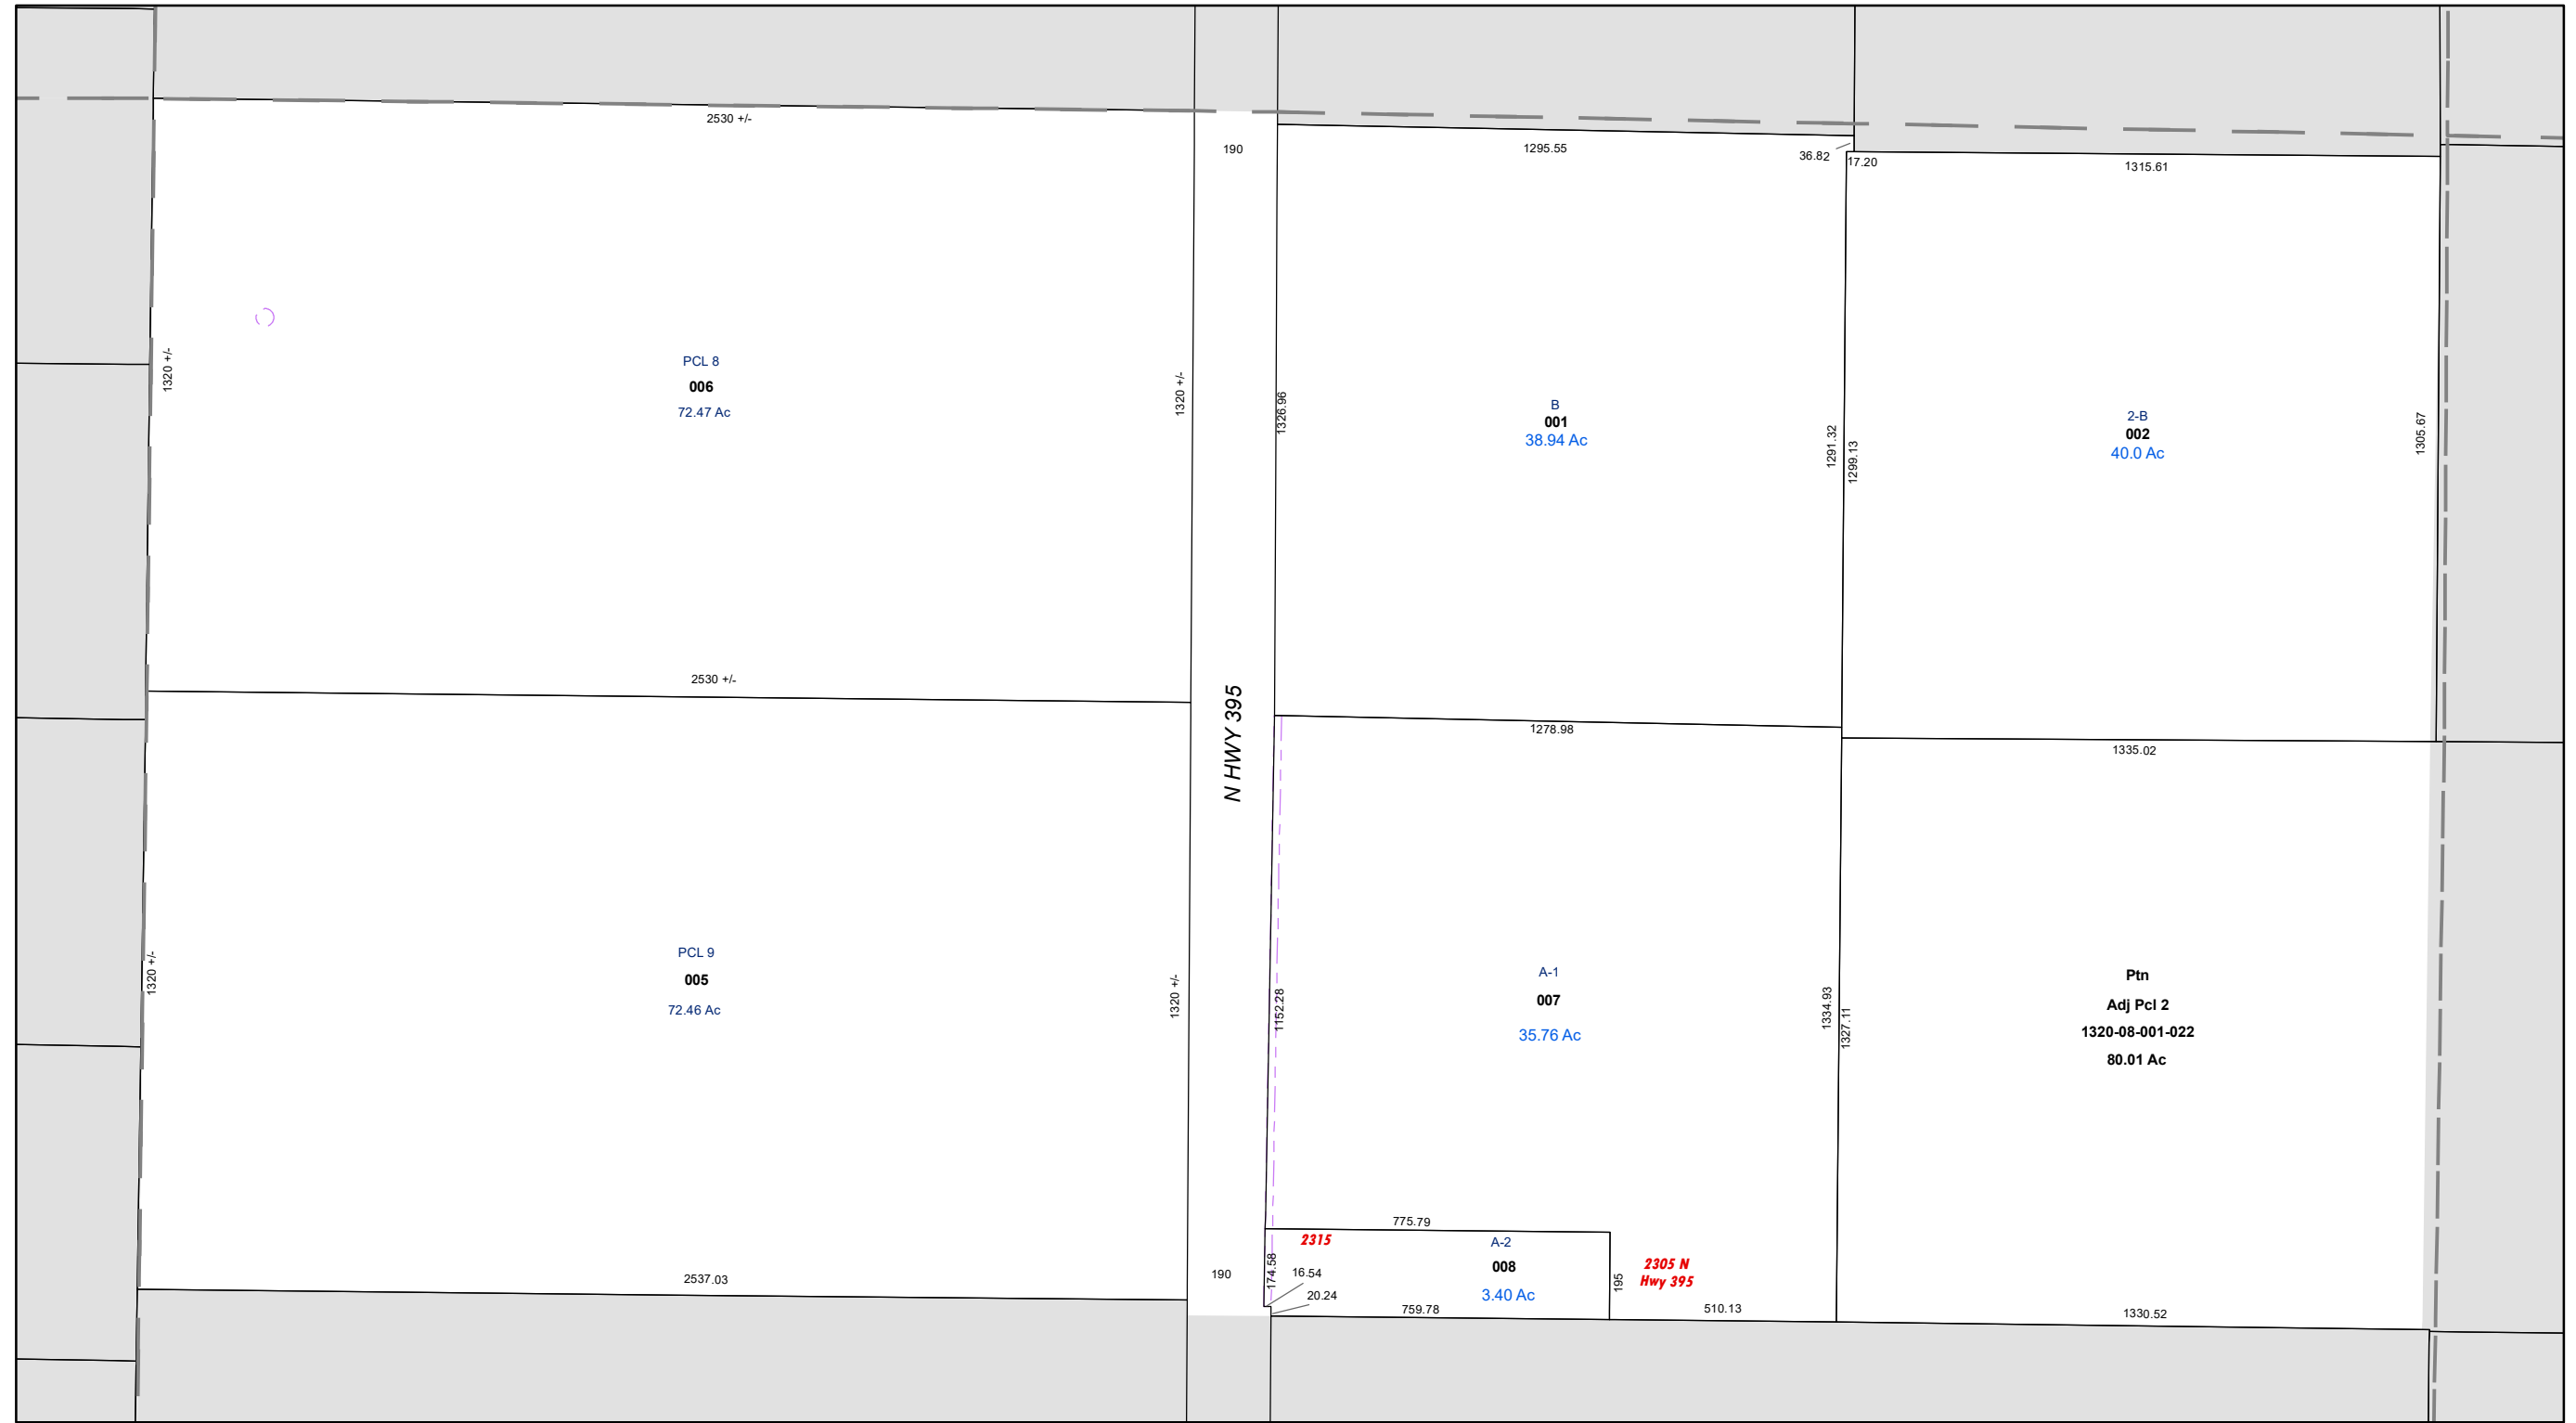 2530 +/-
190
1295.55
36.82
17.20
1315.61
1320 +/-
PCL 8
006
72.47 Ac
1320 +/-
1326.96
B
001
38.94 Ac
1291.32
1299.13
2-B
002
40.0 Ac
1305.67
2530 +/-
N HWY 395
1278.98
1335.02
1320 +/-
PCL 9
005
72.46 Ac
1320 +/-
1152.28
A-1
007
35.76 Ac
1334.93
1327.11
Ptn
Adj Pcl 2
1320-08-001-022
80.01 Ac
775.79
2315
A-2
008
3.40 Ac
174.58
16.54
20.24
195
2305 N
Hwy 395
2537.03
190
759.78
510.13
1330.52